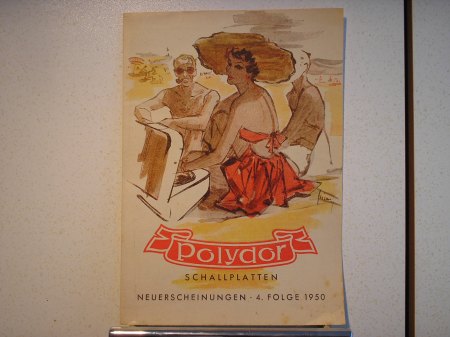 Polydor
SCHALLPLATTEN
NEUERSCHEINUNGEN · 4. FOLGE 1950